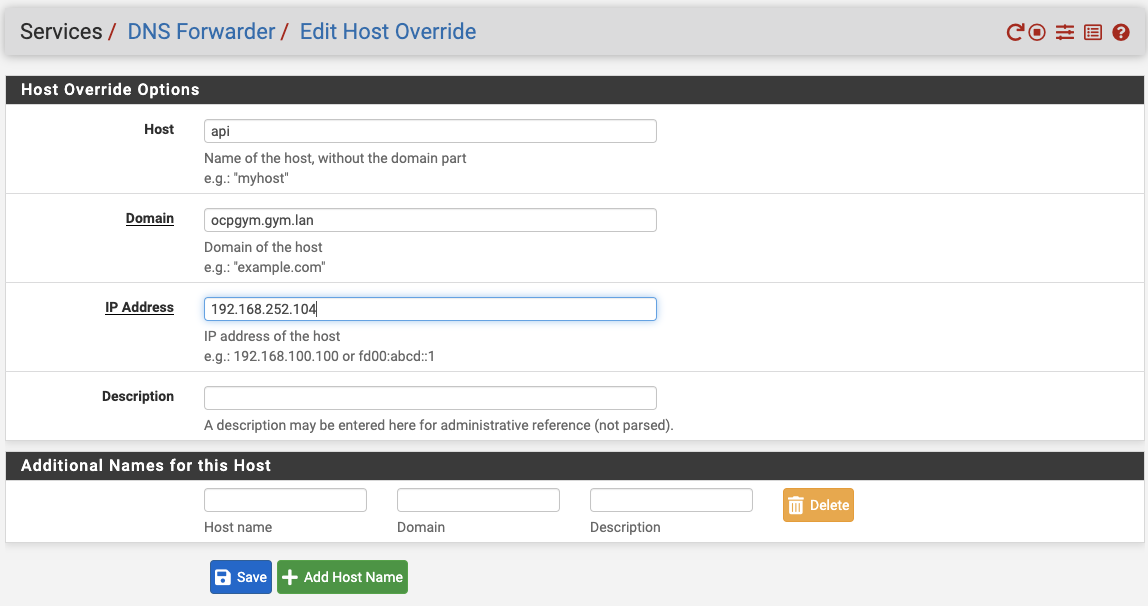 Services / DNS Forwarder / Edit Host Override
Host Override Options
Host
api
Name of the host, without the domain part
e.g.: "myhost"
Domain
ocpgym.gym.lan
Domain of the host
e.g.: "example.com"
IP Address
192.168.252.104
IP address of the host
e.g.: 192.168.100.100 or fd00:abcd::1
Description
A description may be entered here for administrative reference (not parsed).
Additional Names for this Host
Host name
Domain
Description
Delete
Save
Add Host Name